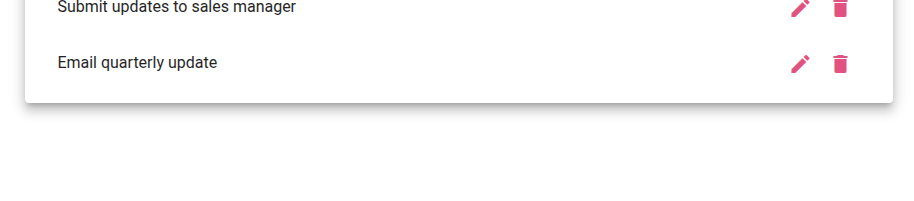 Submit updates to sales manager
Email quarterly update